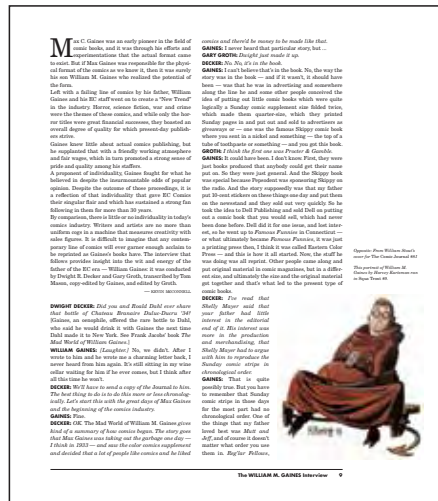 Max C. Gaines was an early pioneer in the field of
comic books, and it was through his efforts and
experimentations that the actual format came
to exist. But if Max Gaines was responsible for the physi-
cal format of the comics as we know it, then it was surely
his son William M. Gaines who realized the potential of
the form.
Left with a failing line of comics by his father, William
Gaines and his EC staff went on to create a "New Trend"
in the industry. Horror, science fiction, war and crime
were the themes of these comics, and while only the hor-
ror titles were great financial successes, they boasted an
overall degree of quality for which present-day publish-
ers strive.
Gaines knew little about actual comics publishing, but
he supplanted that with a friendly working atmosphere
and fair wages, which in turn promoted a strong sense of
pride and quality among his staffers.
A proponent of individuality, Gaines fought for what he
believed in despite the insurmountable odds of popular
opinion. Despite the outcome of these proceedings, it is
a reflection of that individuality that gave EC Comics
their singular flair and which has sustained a strong fan
following in them for more than 30 years.
By comparison, there is little or no individuality in today's
comics industry. Writers and artists are no more than
uniform cogs in a machine that measures creativity with
sales figures. It is difficult to imagine that any contem-
porary line of comics will ever garner enough acclaim to
be reprinted as Gaines's books have. The interview that
follows provides insight into the wit and energy of the
father of the EC era — William Gaines: it was conducted
by Dwight R. Decker and Gary Groth, transcribed by Tom
Mason, copy-edited by Gaines, and edited by Groth.
DWIGHT DECKER: Did you and Roald Dahl ever share
that bottle of Chateau Branaire Duluc-Ducru '34?
[Gaines, an oenophile, offered the rare bottle to Dahl,
who said he would drink it with Gaines the next time
Dahl made it to New York. See Frank Jacobs' book The
Mad World of William Gaines.]
WILLIAM GAINES: [Laughter.] No, we didn't. After I
wrote to him and he wrote me a charming letter back, I
never heard from him again. It's still sitting in my wine
cellar waiting for him if he ever comes, but I think after
all this time he won't.
DECKER: We'll have to send a copy of the Journal to him.
The best thing to do is to do this more or less chronolog-
ically. Let's start with the great days of Max Gaines
and the beginning of the comics industry.
GAINES: Fine.
DECKER: OK. The Mad World of William M. Gaines gives
kind of a summary of how comics began. The story goes
that Max Gaines was taking out the garbage one day —
I think in 1933 — and saw the color comics supplement
and decided that a lot of people like comics and he liked
comics and there'd be money to be made like that.
GAINES: I never heard that particular story, but ...
GARY GROTH: Dwight just made it up.
DECKER: No. No, it's in the book.
GAINES: I can't believe that's in the book. No, the way the
story was in the book — and if it wasn't, it should have
been — was that he was in advertising and somewhere
along the line he and some other people conceived the
idea of putting out little comic books which were quite
logically a Sunday comic supplement size folded twice,
which made them quarter-size, which they printed
Sunday pages in and put out and sold to advertisers as
giveaways or — one was the famous Skippy comic book
where you sent in a nickel and something — the top of a
tube of toothpaste or something — and you got this book.
GROTH: I think the first one was Procter & Gamble.
GAINES: It could have been. I don't know. First, they were
just books produced that anybody could get their name
put on. So they were just general. And the Skippy book
was special because Pepsodent was sponsoring Skippy on
the radio. And the story supposedly was that my father
put 10-cent stickers on these things one day and put them
on the newsstand and they sold out very quickly. So he
took the idea to Dell Publishing and sold Dell on putting
out a comic book that you would sell, which had never
been done before. Dell did it for one issue, and lost inter-
est, so he went up to Famous Funnies in Connecticut —
or what ultimately became Famous Funnies, it was just
a printing press then, I think it was called Eastern Color
Press — and this is how it all started. Now, the stuff he
was doing was all reprint. Other people came along and
put original material in comic magazines, but in a differ-
ent size, and ultimately the size and the original material
got together and that's what led to the present type of
comic books.
DECKER: I've read that
Shelly Mayer said that
your father had little
interest in the editorial
end of it. His interest was
more in the production
and merchandising, that
Shelly Mayer had to argue
with him to reproduce the
Sunday comic strips in
chronological order.
GAINES: That is quite
possibly true. But you have
to remember that Sunday
comic strips in those days
for the most part had no
chronological order. One of
the things that my father
loved best was Mutt and
Jeff, and of course it doesn't
matter what order you use
them in. Reg'lar Fellers,
The WILLIAM M. GAINES Interview 9